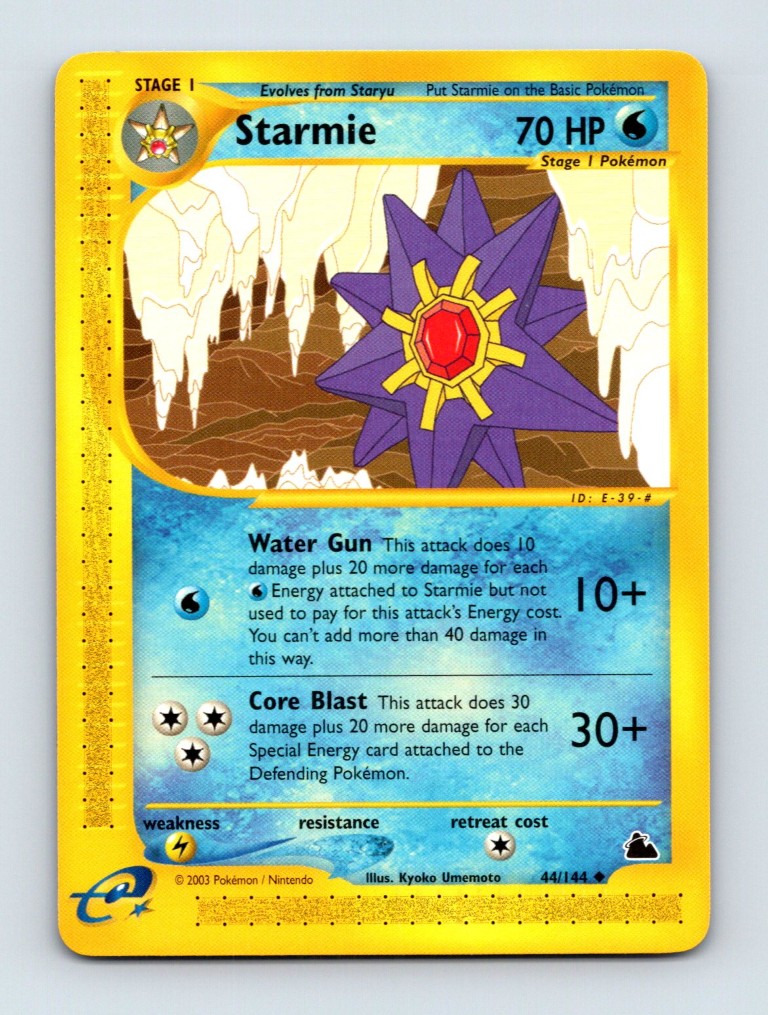 STAGE 1
Evolves from Staryu Put Starmie on the Basic Pokémon
Starmie 70 HP
Stage 1 Pokémon
ID: E-39-#
Water Gun This attack does 10
damage plus 20 more damage for each
Energy attached to Starmie but not
used to pay for this attack's Energy cost.
You can't add more than 40 damage in
this way.
10+
Core Blast This attack does 30
damage plus 20 more damage for each
Special Energy card attached to the
Defending Pokémon.
30+
weakness resistance retreat cost
© 2003 Pokémon / Nintendo Illus. Kyoko Umemoto 44/144 ◆
e